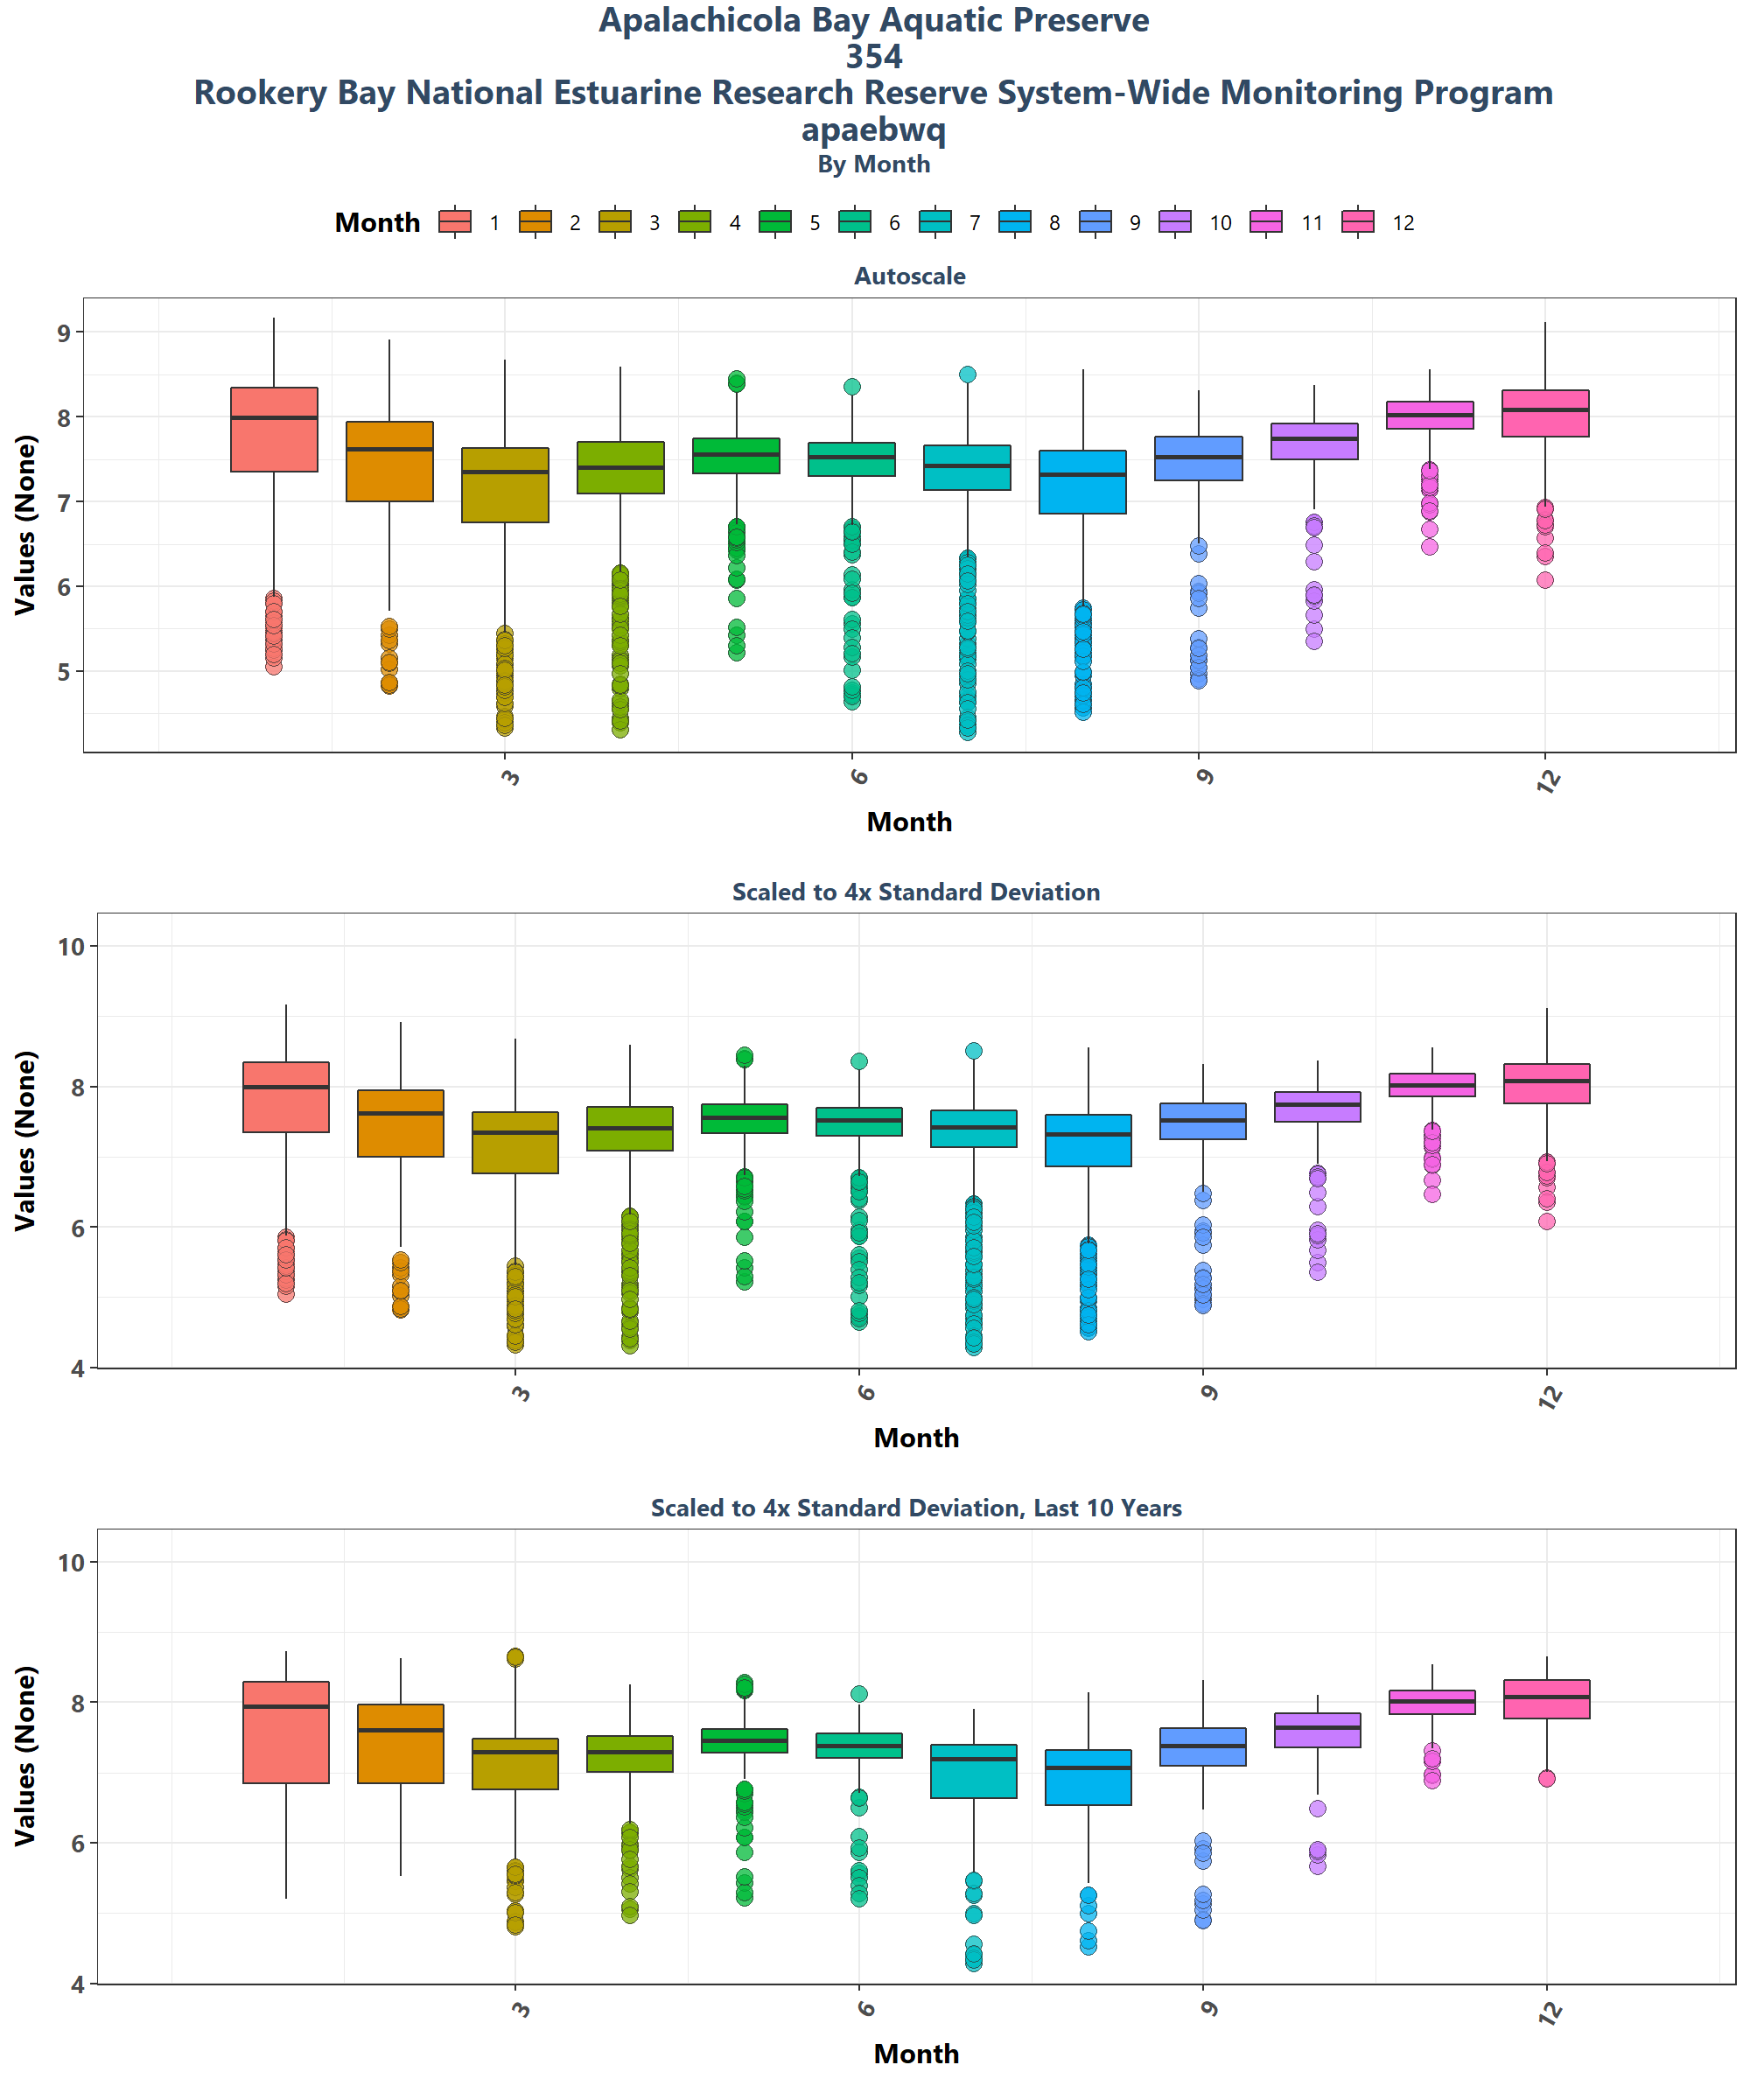 Apalachicola Bay Aquatic Preserve
354
Rookery Bay National Estuarine Research Reserve System-Wide Monitoring Program
apaebwq
By Month
Month 1 2 3 4 5 6 7 8 9 10 11 12
Autoscale
Values (None)
9
8
7
6
5
3 6 9 12
Month
Scaled to 4x Standard Deviation
Values (None)
10
8
6
4
3 6 9 12
Month
Scaled to 4x Standard Deviation, Last 10 Years
Values (None)
10
8
6
4
3 6 9 12
Month